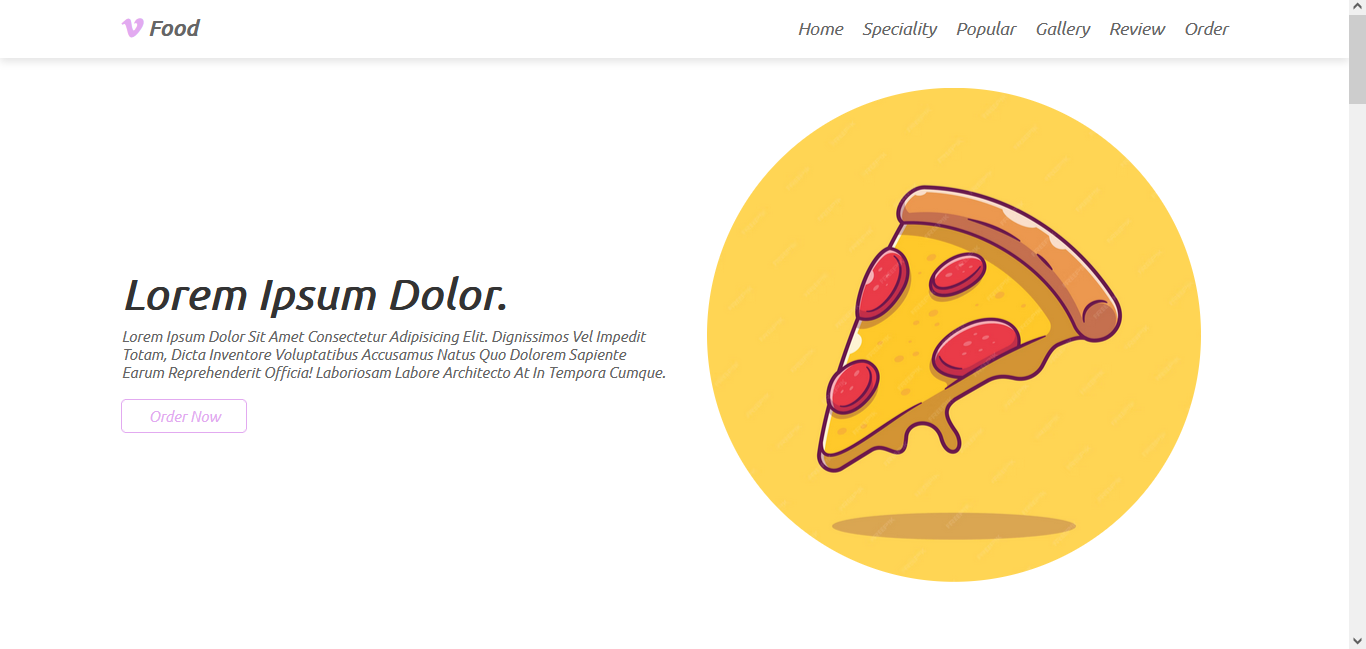 Food
Home Speciality Popular Gallery Review Order
Lorem Ipsum Dolor.
Lorem Ipsum Dolor Sit Amet Consectetur Adipisicing Elit. Dignissimos Vel Impedit
Totam, Dicta Inventore Voluptatibus Accusamus Natus Quo Dolorem Sapiente
Earum Reprehenderit Officia! Laboriosam Labore Architecto At In Tempora Cumque.
Order Now